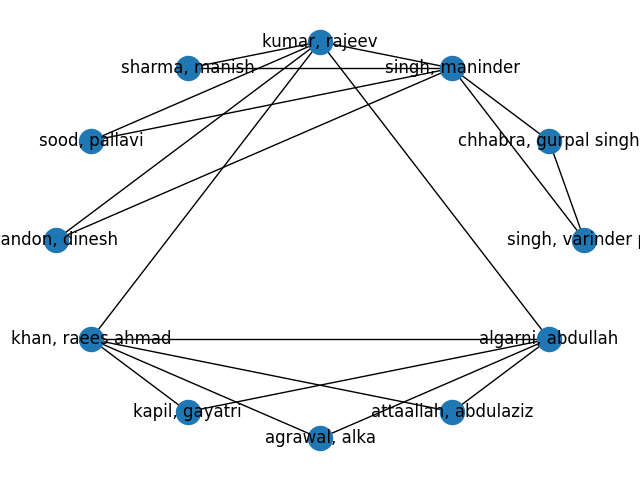 kumar, rajeev
sharma, manish
singh, maninder
sood, pallavi
chhabra, gurpal singh
andon, dinesh
singh, varinder p
khan, raees ahmad
algarni, abdullah
kapil, gayatri
attaallah, abdulaziz
agrawal, alka